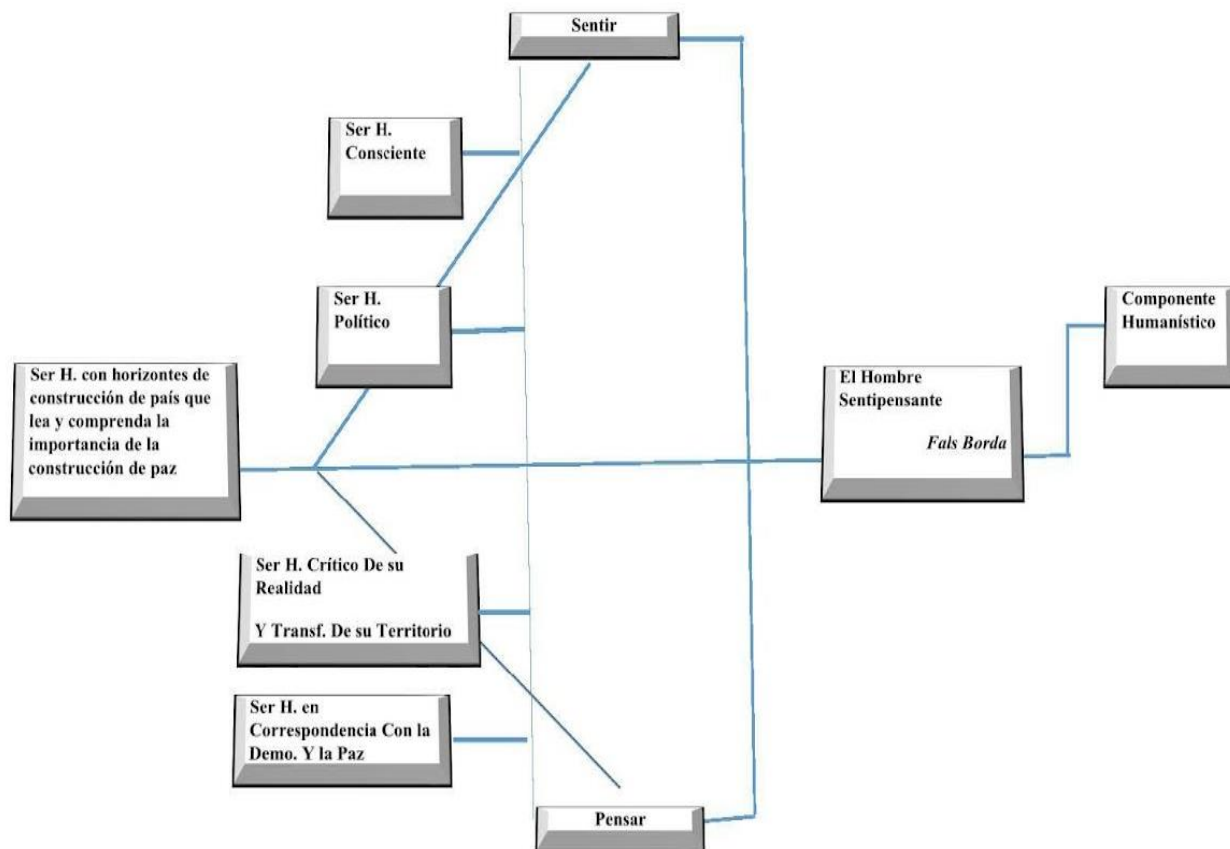 Sentir
Ser H.
Consciente
Ser H.
Político
Componente
Humanístico
Ser H. con horizontes de
construcción de país que
lea y comprenda la
importancia de la
construcción de paz
El Hombre
Sentipensante
Fals Borda
Ser H. Crítico De su
Realidad
Y Transf. De su Territorio
Ser H. en
Correspondencia Con la
Demo. Y la Paz
Pensar